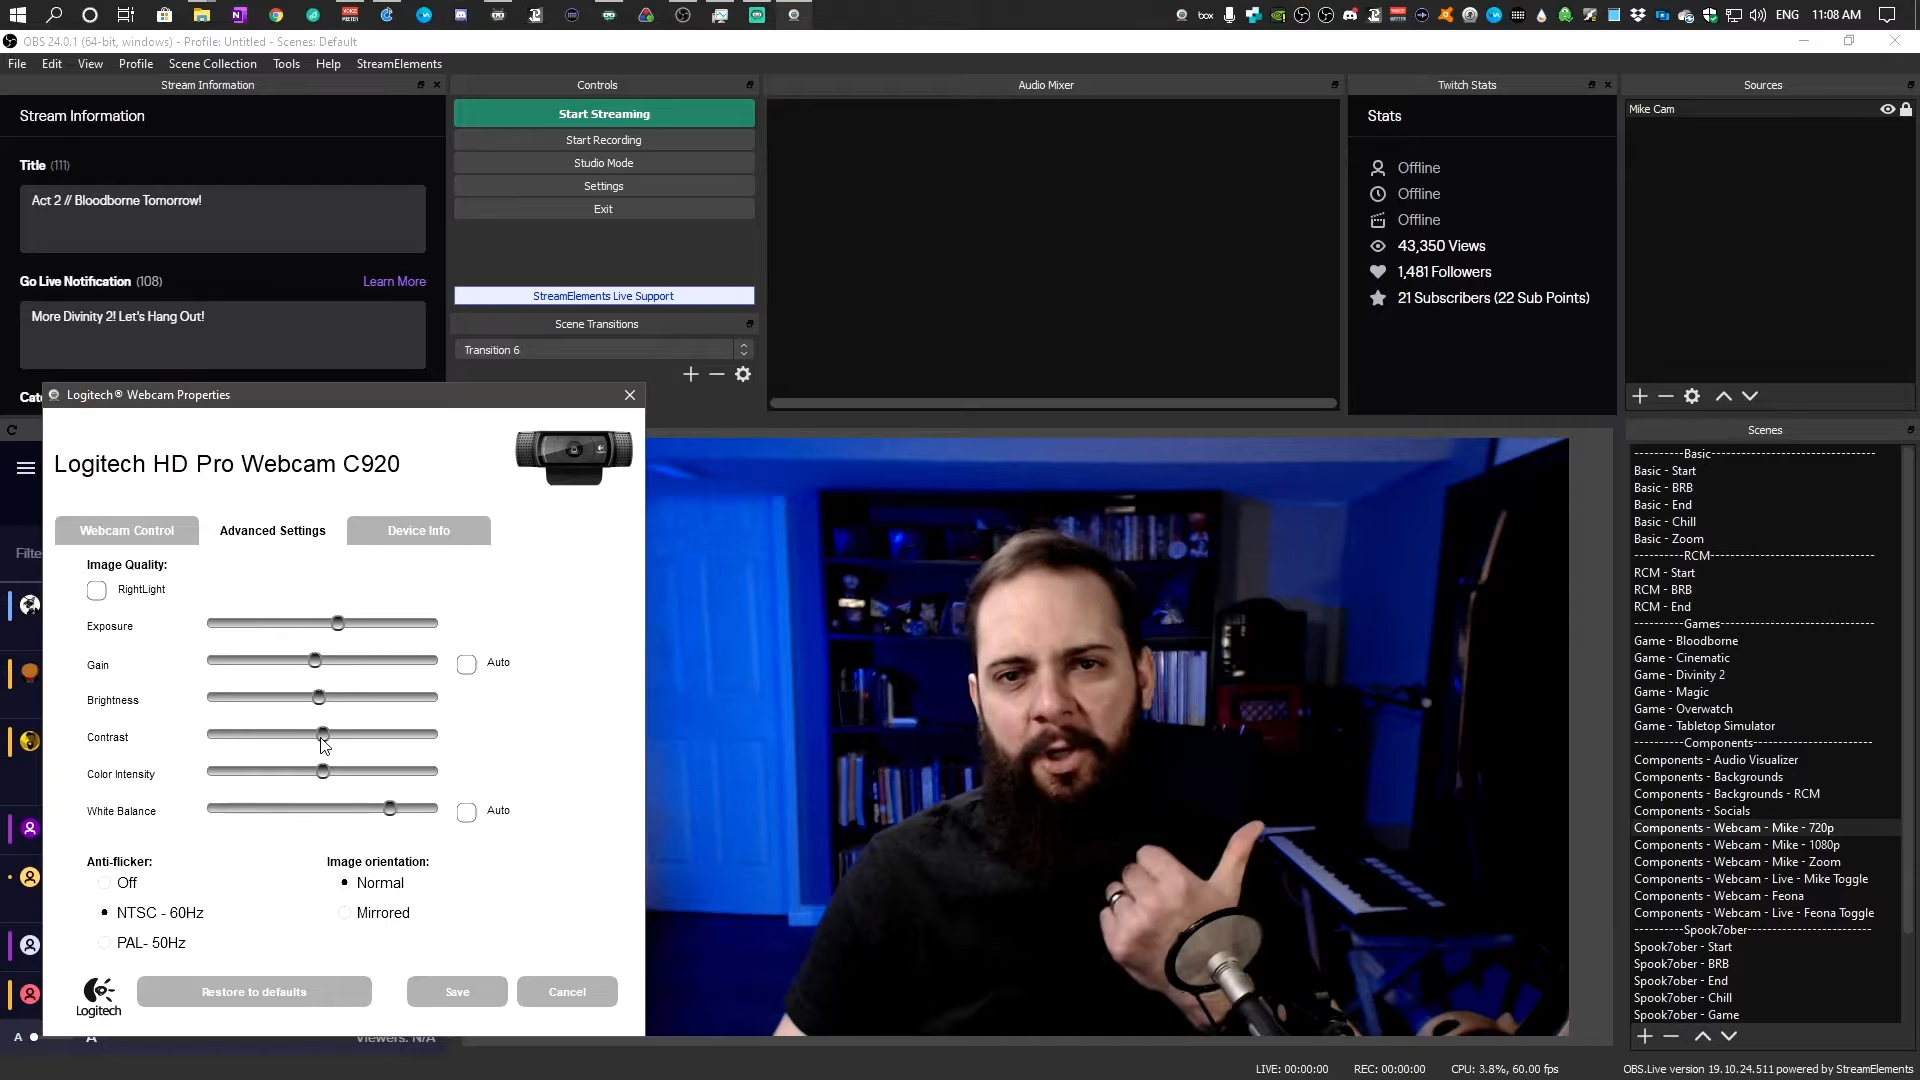 box
ENG
11:08 AM
OBS 24.0.1 (64-bit, windows) - Profile: Untitled - Scenes: Default
File Edit View Profile Scene Collection Tools Help StreamElements
Stream Information
Stream Information
Title (111)
Act 2 // Bloodborne Tomorrow!
Go Live Notification (108)
Learn More
More Divinity 2! Let's Hang Out!
Controls
Start Streaming
Start Recording
Studio Mode
Settings
Exit
StreamElements Live Support
Scene Transitions
Transition 6
Audio Mixer
Twitch Stats
Stats
Offline
Offline
Offline
43,350 Views
1,481 Followers
21 Subscribers (22 Sub Points)
Sources
Mike Cam
Logitech® Webcam Properties
Logitech HD Pro Webcam C920
Webcam Control
Advanced Settings
Device Info
Image Quality:
RightLight
Exposure
Gain
Auto
Brightness
Contrast
Color Intensity
White Balance
Auto
Anti-flicker:
Off
NTSC - 60Hz
PAL- 50Hz
Image orientation:
Normal
Mirrored
Logitech
Restore to defaults
Save
Cancel
A
A
Viewers: N/A
Scenes
----------Basic----------
Basic - Start
Basic - BRB
Basic - End
Basic - Chill
Basic - Zoom
----------RCM----------
RCM - Start
RCM - BRB
RCM - End
----------Games----------
Game - Bloodborne
Game - Cinematic
Game - Divinity 2
Game - Magic
Game - Overwatch
Game - Tabletop Simulator
----------Components----------
Components - Audio Visualizer
Components - Backgrounds
Components - Backgrounds - RCM
Components - Socials
Components - Webcam - Mike - 720p
Components - Webcam - Mike - 1080p
Components - Webcam - Mike - Zoom
Components - Webcam - Live - Mike Toggle
Components - Webcam - Feona
Components - Webcam - Live - Feona Toggle
----------Spook7ober----------
Spook7ober - Start
Spook7ober - BRB
Spook7ober - End
Spook7ober - Chill
Spook7ober - Game
LIVE: 00:00:00
REC: 00:00:00
CPU: 3.8%, 60.00 fps
OBS.Live version 19.10.24.511 powered by StreamElements